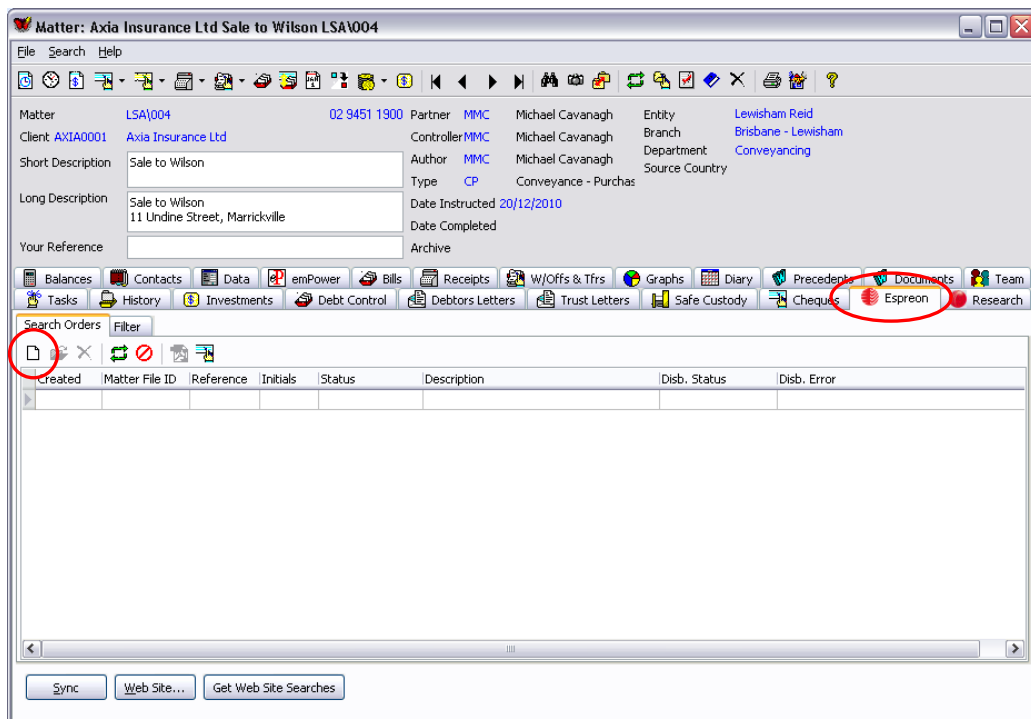 Matter: Axia Insurance Ltd Sale to Wilson LSA\004
File Search Help
Matter LSA\004 02 9451 1900 Partner MMC Michael Cavanagh Entity Lewisham Reid
Client AXIA0001 Axia Insurance Ltd Controller MMC Michael Cavanagh Branch Brisbane - Lewisham
Short Description Sale to Wilson Author MMC Michael Cavanagh Department Conveyancing
Type CP Conveyance - Purchas Source Country
Long Description Sale to Wilson Date Instructed 20/12/2010
11 Undine Street, Marrickville
Date Completed
Your Reference Archive
Balances Contacts Data emPower Bills Receipts W/Offs & Tfrs Graphs Diary Precedents Documents Team
Tasks History Investments Debt Control Debtors Letters Trust Letters Safe Custody Cheques Espreon Research
Search Orders Filter
Created Matter File ID Reference Initials Status Description Disb. Status Disb. Error
Sync Web Site... Get Web Site Searches